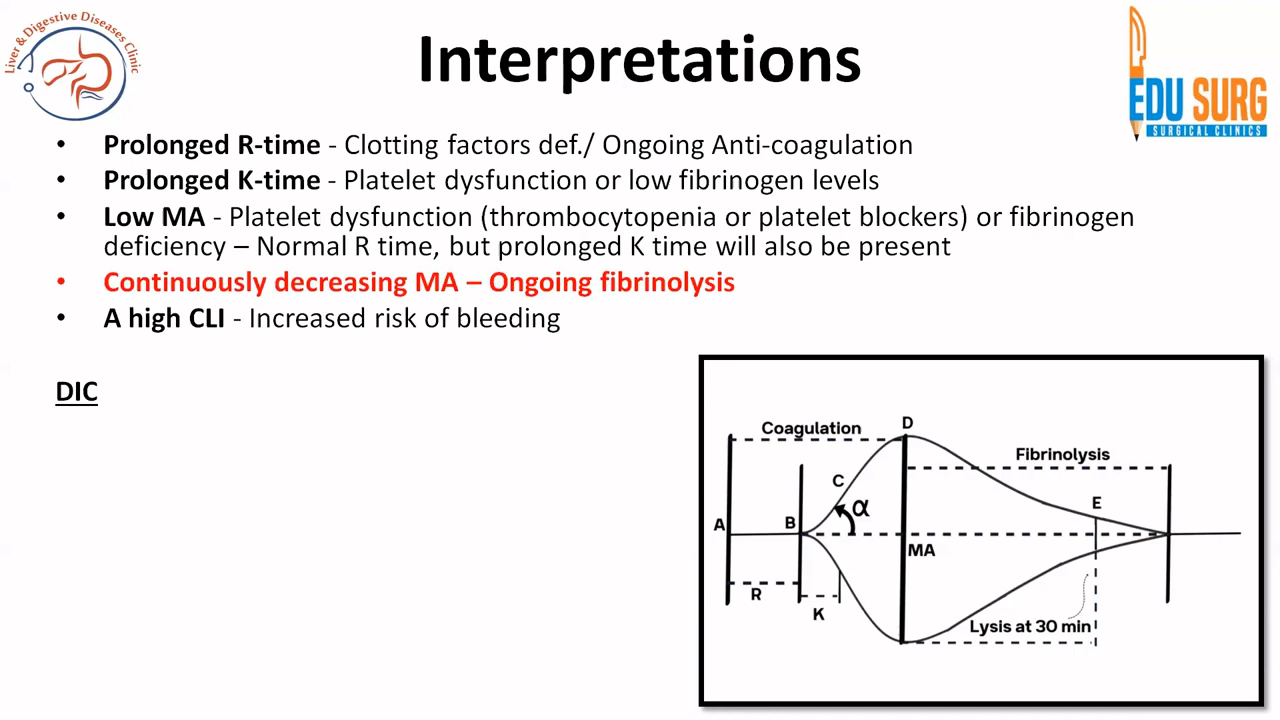 Liver & Digestive Diseases Clinic
Interpretations
EDU SURG
SURGICAL CLINICS
• Prolonged R-time - Clotting factors def./ Ongoing Anti-coagulation
• Prolonged K-time - Platelet dysfunction or low fibrinogen levels
• Low MA - Platelet dysfunction (thrombocytopenia or platelet blockers) or fibrinogen
deficiency – Normal R time, but prolonged K time will also be present
• Continuously decreasing MA – Ongoing fibrinolysis
• A high CLI - Increased risk of bleeding
DIC
Coagulation
D
Fibrinolysis
C
α
E
A
B
MA
R
K
Lysis at 30 min